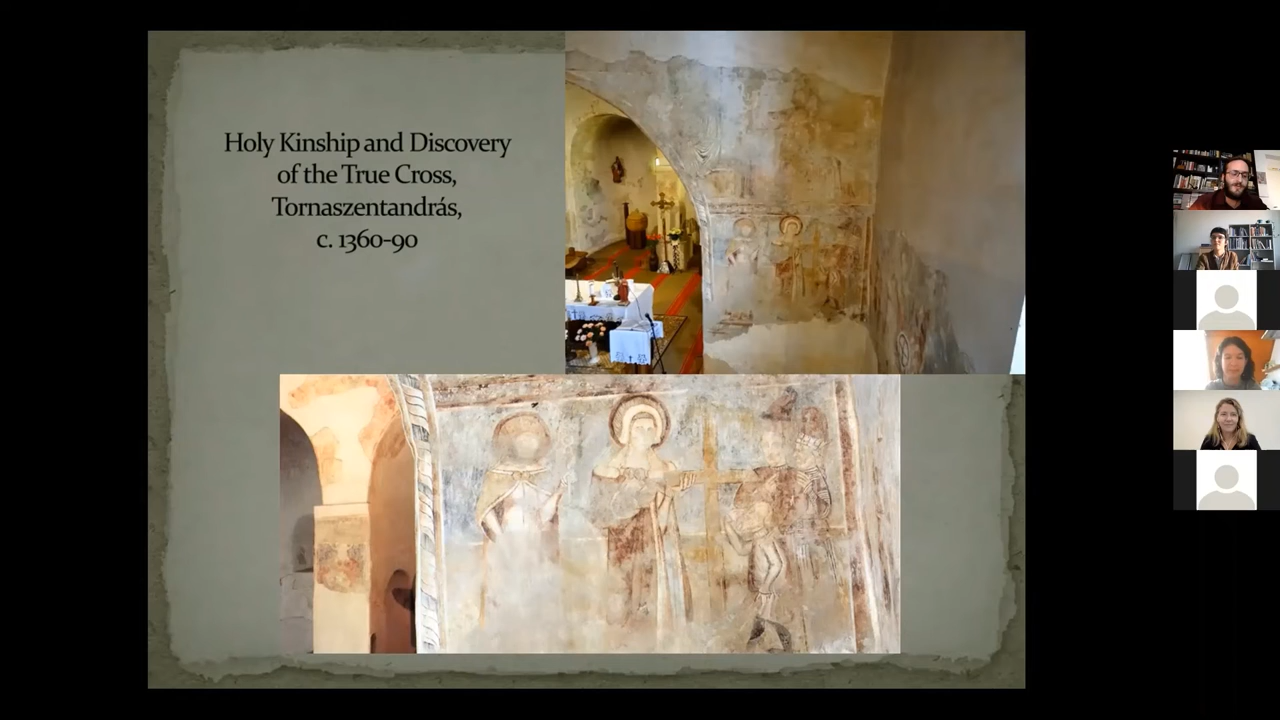 Holy Kinship and Discovery
of the True Cross,
Tornaszentandrás,
c. 1360-90